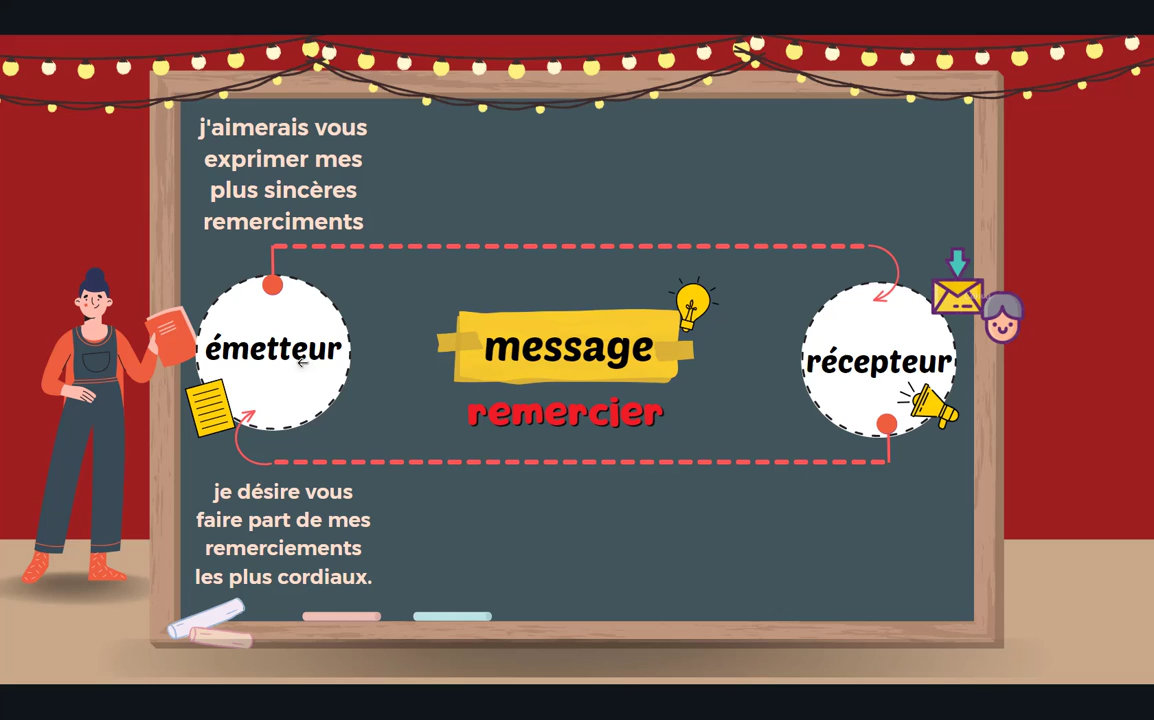 j'aimerais vous
exprimer mes
plus sincères
remerciments
émetteur
message
récepteur
remercier
je désire vous
faire part de mes
remerciements
les plus cordiaux.